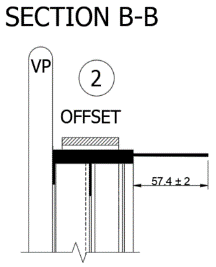 SECTION B-B
VP
2
OFFSET
57.4 ± 2